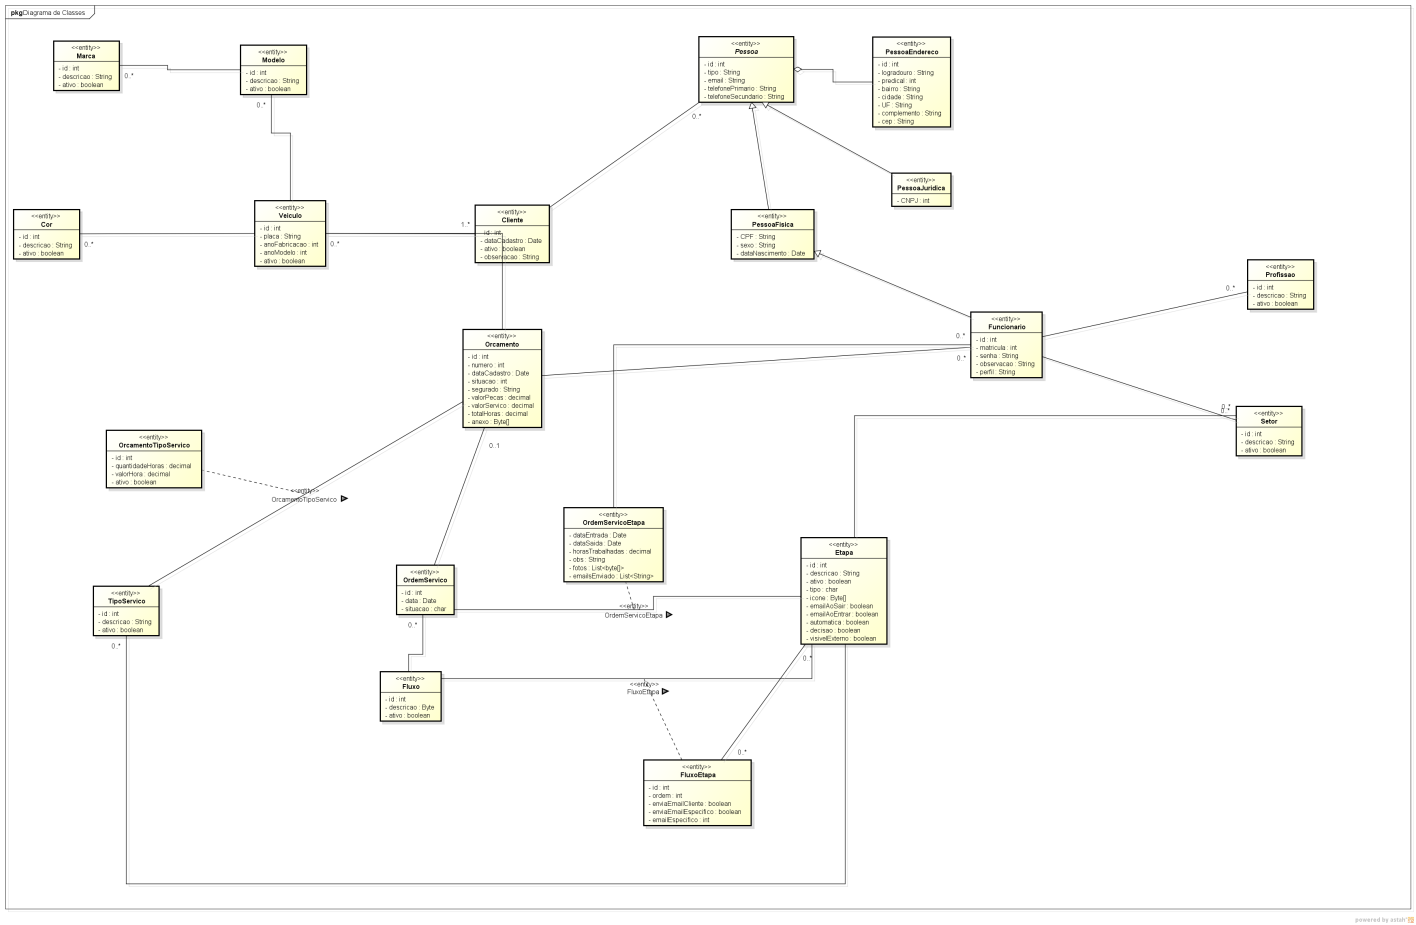 pkg Diagrama de Classes
<<entity>>
Marca
- id : int
- descricao : String
- ativo : boolean
0..*
<<entity>>
Modelo
- id : int
- descricao : String
- ativo : boolean
0..*
<<entity>>
Pessoa
- id : int
- tipo : String
- email : String
- telefonePrimario : String
- telefoneSecundario : String
0..*
<<entity>>
PessoaEndereco
- id : int
- logradouro : String
- predical : int
- bairro : String
- cidade : String
- UF : String
- complemento : String
- cep : String
<<entity>>
PessoaJuridica
- CNPJ : int
<<entity>>
Cor
- id : int
- descricao : String
- ativo : boolean
0..*
<<entity>>
Veiculo
- id : int
- placa : String
- anoFabricacao : int
- anoModelo : int
- ativo : boolean
0..*
1..*
<<entity>>
Cliente
- id : int
- dataCadastro : Date
- ativo : boolean
- observacao : String
<<entity>>
PessoaFisica
- CPF : String
- sexo : String
- dataNascimento : Date
<<entity>>
Profissao
- id : int
- descricao : String
- ativo : boolean
0..*
<<entity>>
Funcionario
- id : int
- matricula : int
- senha : String
- observacao : String
- perfil : String
0..*
0..*
<<entity>>
Orcamento
- id : int
- numero : int
- dataCadastro : Date
- situacao : int
- segurado : String
- valorPecas : decimal
- valorServico : decimal
- totalHoras : decimal
- anexo : Byte[]
0..1
0..*
0..*
<<entity>>
Setor
- id : int
- descricao : String
- ativo : boolean
<<entity>>
OrcamentoTipoServico
- id : int
- quantidadeHoras : decimal
- valorHora : decimal
- ativo : boolean
<<entity>>
OrcamentoTipoServico
<<entity>>
OrdemServicoEtapa
- dataEntrada : Date
- dataSaida : Date
- horasTrabalhadas : decimal
- obs : String
- fotos : List<byte[]>
- emailsEnviado : List<String>
<<entity>>
Etapa
- id : int
- descricao : String
- ativo : boolean
- tipo : char
- icone : Byte[]
- emailAoSair : boolean
- emailAoEntrar : boolean
- automatica : boolean
- decisao : boolean
- visivelExterno : boolean
0..*
<<entity>>
OrdemServico
- id : int
- data : Date
- situacao : char
0..*
<<entity>>
OrdemServicoEtapa
<<entity>>
TipoServico
- id : int
- descricao : String
- ativo : boolean
0..*
<<entity>>
Fluxo
- id : int
- descricao : Byte
- ativo : boolean
<<entity>>
FluxoEtapa
0..*
<<entity>>
FluxoEtapa
- id : int
- ordem : int
- enviaEmailCliente : boolean
- enviaEmailEspecifico : boolean
- emailEspecifico : int
powered by astah*